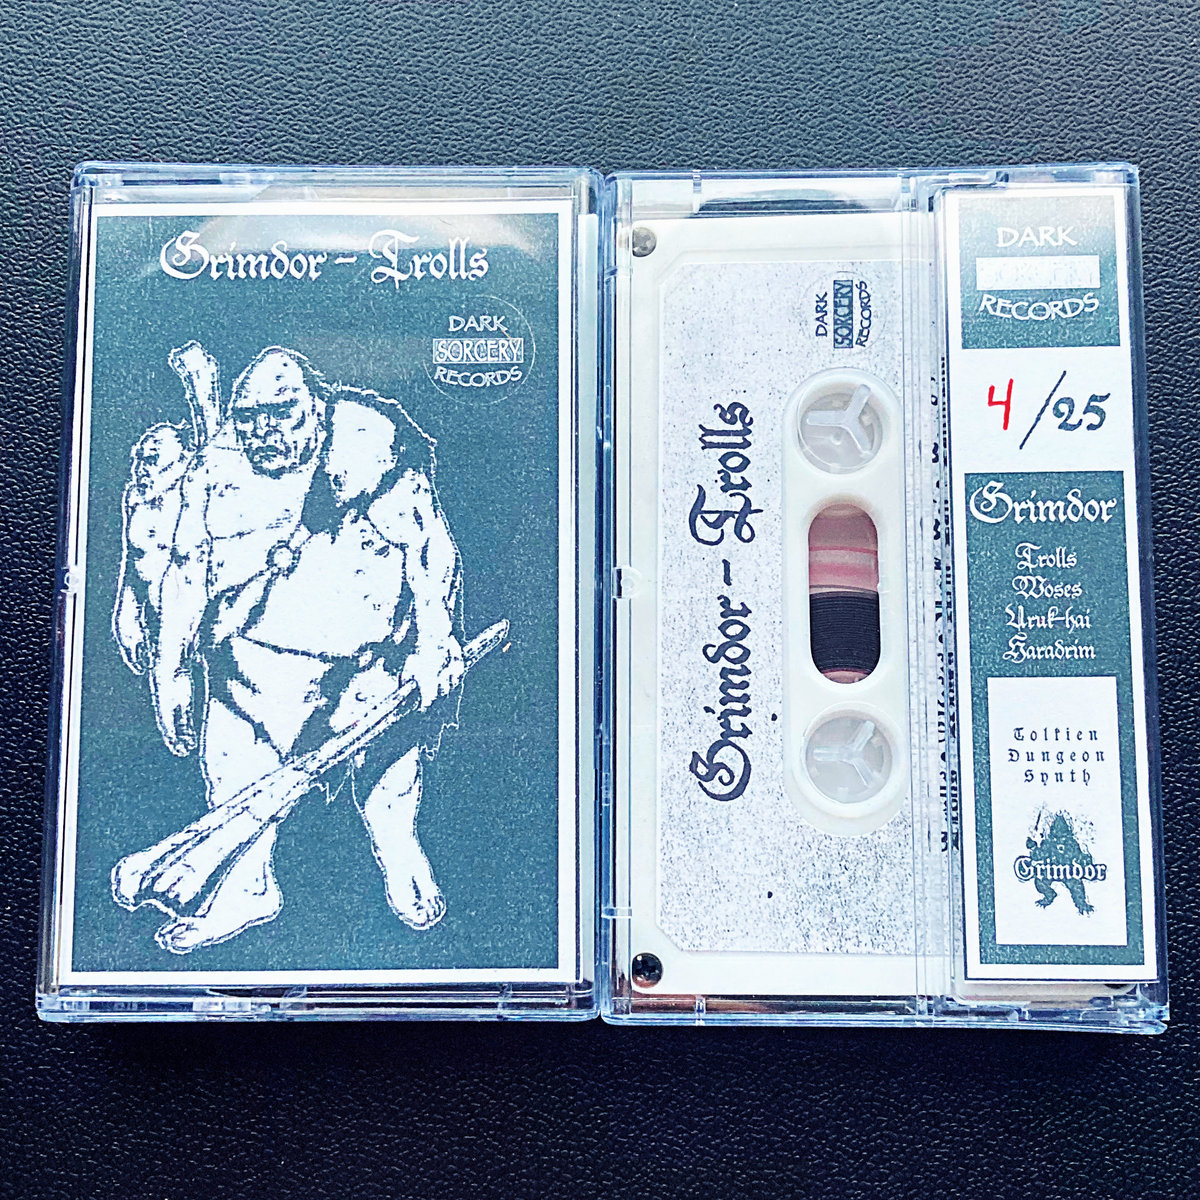 Grimdor - Trolls
DARK
SORCERY
RECORDS
Grimdor - Trolls
DARK
SORCERY
RECORDS
DARK
SORCERY
RECORDS
4/25
Grimdor
Trolls
Woses
Uruk-hai
Haradrim
Tolkien
Dungeon
Synth
Grimdor